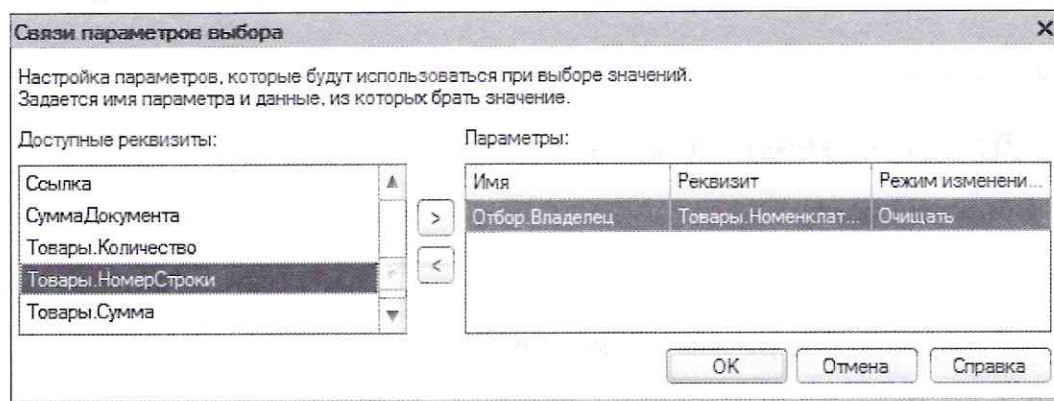 Связи параметров выбора
Настройка параметров, которые будут использоваться при выборе значений.
Задается имя параметра и данные, из которых брать значение.
Доступные реквизиты:
Ссылка
СуммаДокумента
Товары.Количество
Товары.НомерСтроки
Товары.Сумма
>
<
Параметры:
Имя Реквизит Режим изменени...
Отбор.Владелец Товары.Номенклат... Очищать
OK Отмена Справка